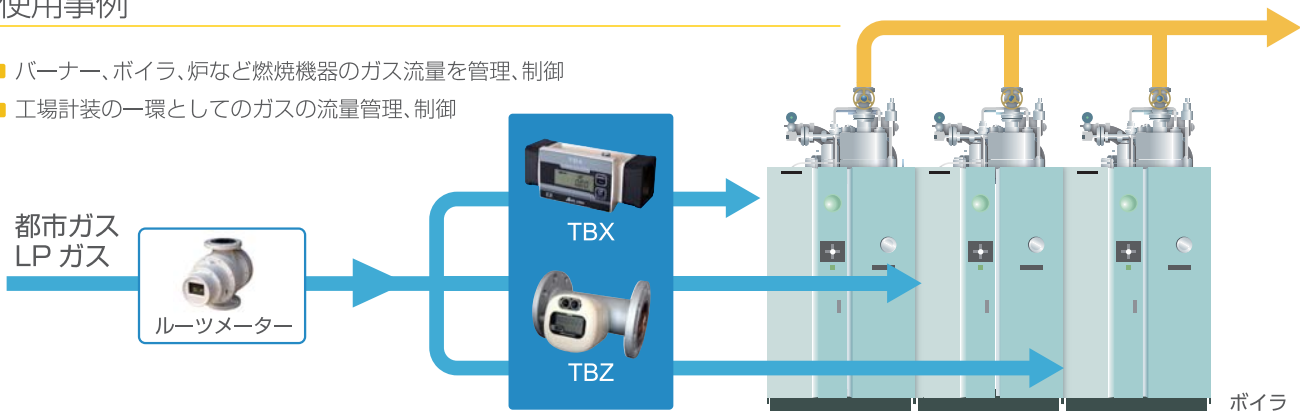 使用事例
バーナー、ボイラ、炉など燃焼機器のガス流量を管理、制御
工場計装の一環としてのガスの流量管理、制御
都市ガス
LP ガス
ルーツメーター
TBX
TBX
TBZ
ボイラ